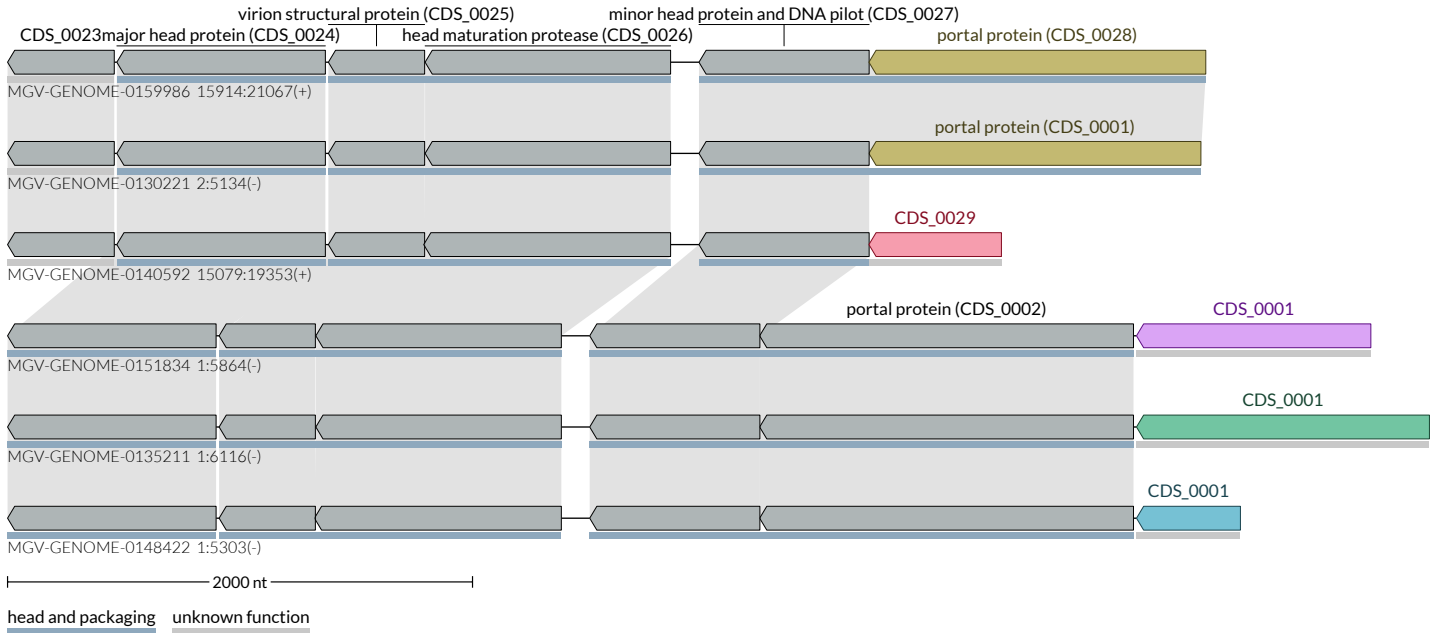 virion structural protein (CDS_0025) minor head protein and DNA pilot (CDS_0027)
CDS_0023 major head protein (CDS_0024) head maturation protease (CDS_0026) portal protein (CDS_0028)
MGV-GENOME-0159986 15914:21067(+)
portal protein (CDS_0001)
MGV-GENOME-0130221 2:5134(-)
CDS_0029
MGV-GENOME-0140592 15079:19353(+)
portal protein (CDS_0002) CDS_0001
MGV-GENOME-0151834 1:5864(-)
CDS_0001
MGV-GENOME-0135211 1:6116(-)
CDS_0001
MGV-GENOME-0148422 1:5303(-)
2000 nt
head and packaging unknown function